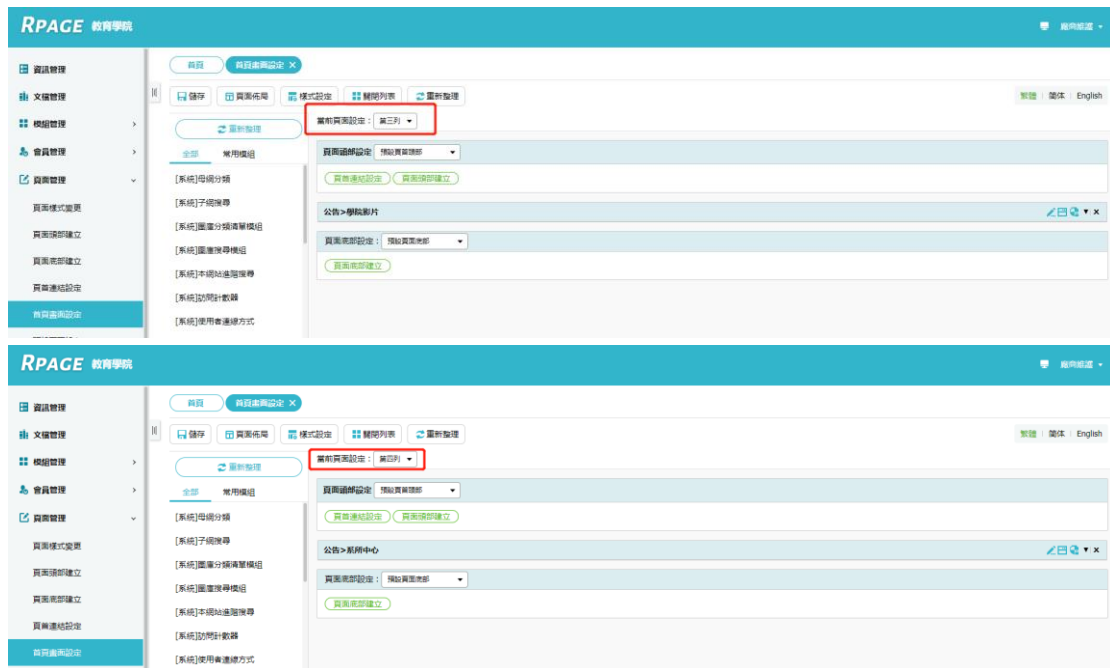 RPAGE 教育學院
廠商維護
資訊管理
文檔管理
模組管理
會員管理
頁面管理
頁面樣式變更
頁面頭部建立
頁面底部建立
頁首連結設定
首頁畫面設定
首頁 首頁畫面設定 X
儲存 頁面佈局 樣式設定 關閉列表 重新整理
繁體 简体 English
重新整理
全部 常用模組
[系統]母網分類
[系統]子網搜尋
[系統]圖庫分類清單模組
[系統]圖庫搜尋模組
[系統]本網站進階搜尋
[系統]訪問計數器
[系統]使用者連線方式
當前頁面設定： 第三列
頁面頭部設定 預設頁首頭部
頁首連結設定 頁面頭部建立
公告>學院影片
頁面底部設定： 預設頁面底部
頁面底部建立
RPAGE 教育學院
廠商維護
資訊管理
文檔管理
模組管理
會員管理
頁面管理
頁面樣式變更
頁面頭部建立
頁面底部建立
頁首連結設定
首頁畫面設定
首頁 首頁畫面設定 X
儲存 頁面佈局 樣式設定 關閉列表 重新整理
繁體 简体 English
重新整理
全部 常用模組
[系統]母網分類
[系統]子網搜尋
[系統]圖庫分類清單模組
[系統]圖庫搜尋模組
[系統]本網站進階搜尋
[系統]訪問計數器
[系統]使用者連線方式
當前頁面設定： 第四列
頁面頭部設定 預設頁首頭部
頁首連結設定 頁面頭部建立
公告>系所中心
頁面底部設定： 預設頁面底部
頁面底部建立